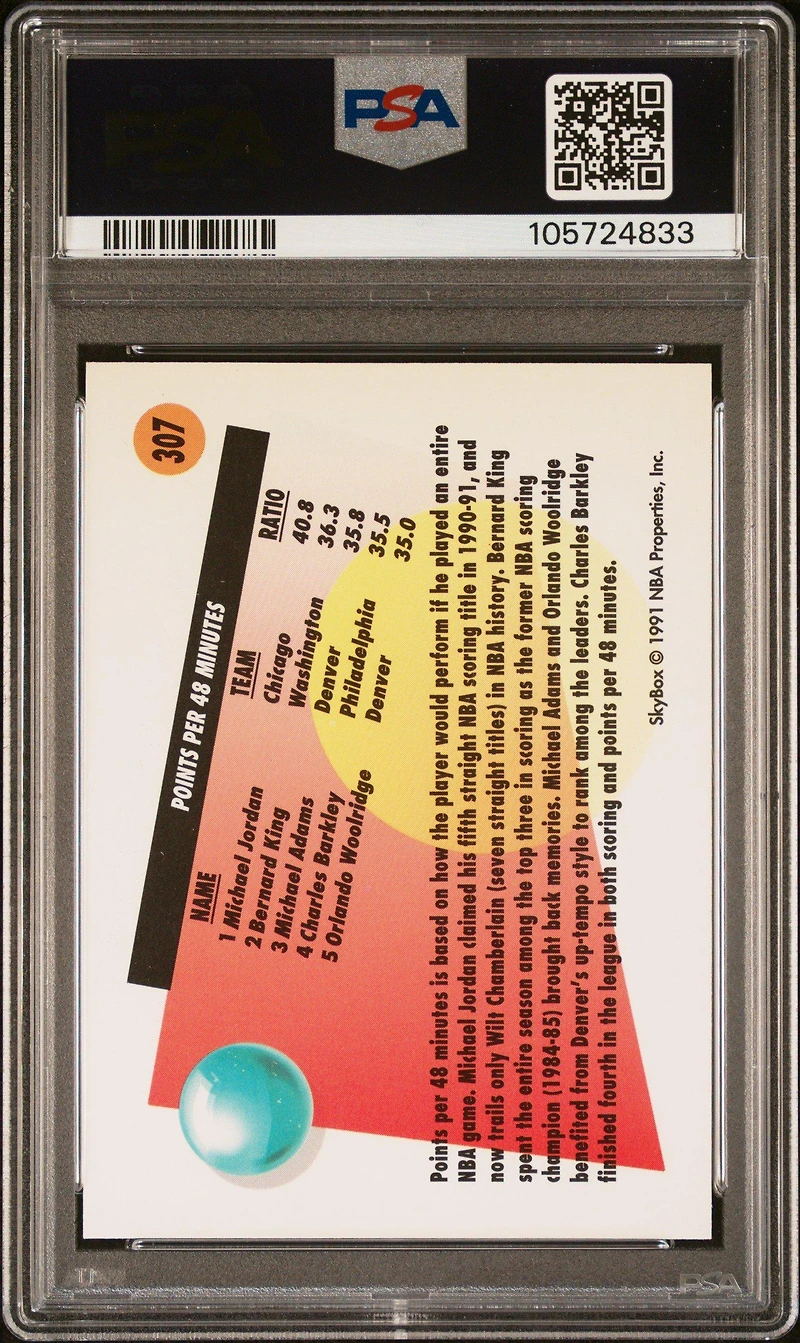 PSA
105724833
307
POINTS PER 48 MINUTES
NAME TEAM RATIO
1 Michael Jordan Chicago 40.8
2 Bernard King Washington 36.3
3 Michael Adams Denver 35.8
4 Charles Barkley Philadelphia 35.5
5 Orlando Woolridge Denver 35.0
Points per 48 minutes is based on how the player would perform if he played an entire
NBA game. Michael Jordan claimed his fifth straight NBA scoring title in 1990-91, and
now trails only Wilt Chamberlain (seven straight titles) in NBA history. Bernard King
spent the entire season among the top three in scoring as the former NBA scoring
champion (1984-85) brought back memories. Michael Adams and Orlando Woolridge
benefited from Denver's up-tempo style to rank among the leaders. Charles Barkley
finished fourth in the league in both scoring and points per 48 minutes.
SkyBox © 1991 NBA Properties, Inc.
PSA